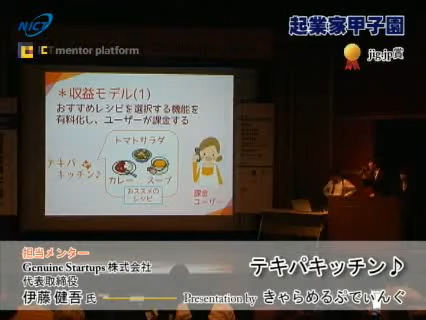 NICT
起業家甲子園
ICT mentor platform
jig.jp賞
＊収益モデル(1)
おすすめレシピを選択する機能を
有料化し、ユーザーが課金する
トマトサラダ
テキパ
キッチン♪
カレー
スープ
おススメの
レシピ
課金
ユーザー
担当メンター
Genuine Startups 株式会社
代表取締役
伊藤 健吾 氏
テキパキッチン♪
Presentation by きゃらめるぷでぃんぐ